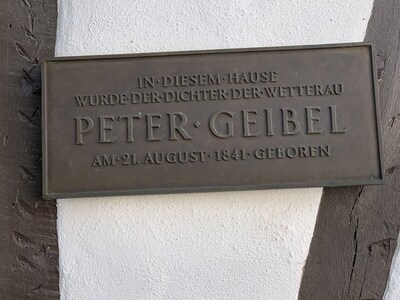 IN·DIESEM·HAUSE
WURDE·DER·DICHTER·DER·WETTERAU
PETER·GEIBEL
AM·21.AUGUST·1841·GEBOREN